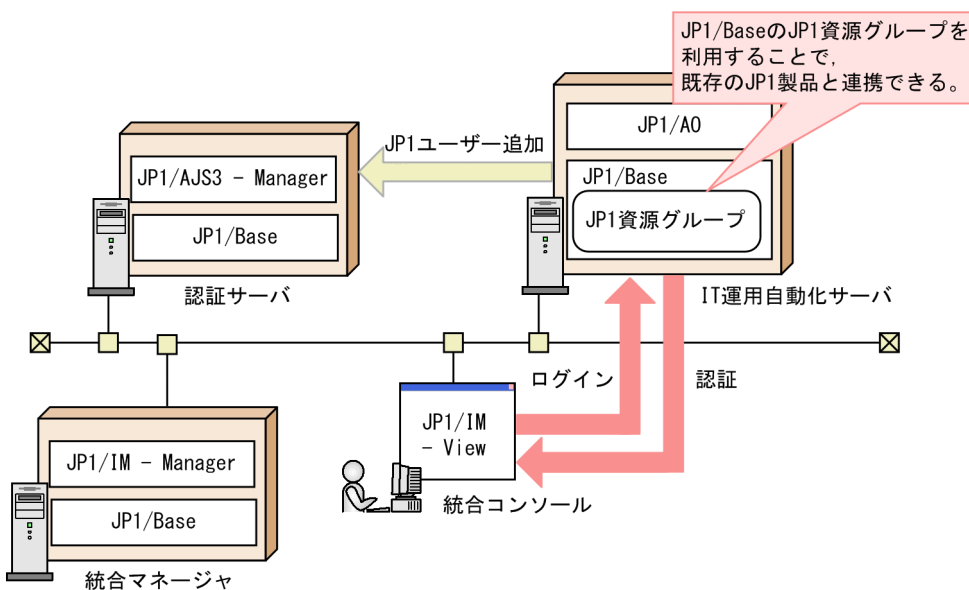 JP1/BaseのJP1資源グループを
利用することで,
既存のJP1製品と連携できる。
JP1/AO
JP1ユーザー追加
JP1/AJS3 - Manager
JP1/Base
JP1/Base
JP1資源グループ
認証サーバ
IT運用自動化サーバ
ログイン
認証
JP1/IM
- View
JP1/IM - Manager
JP1/Base
統合コンソール
統合マネージャ